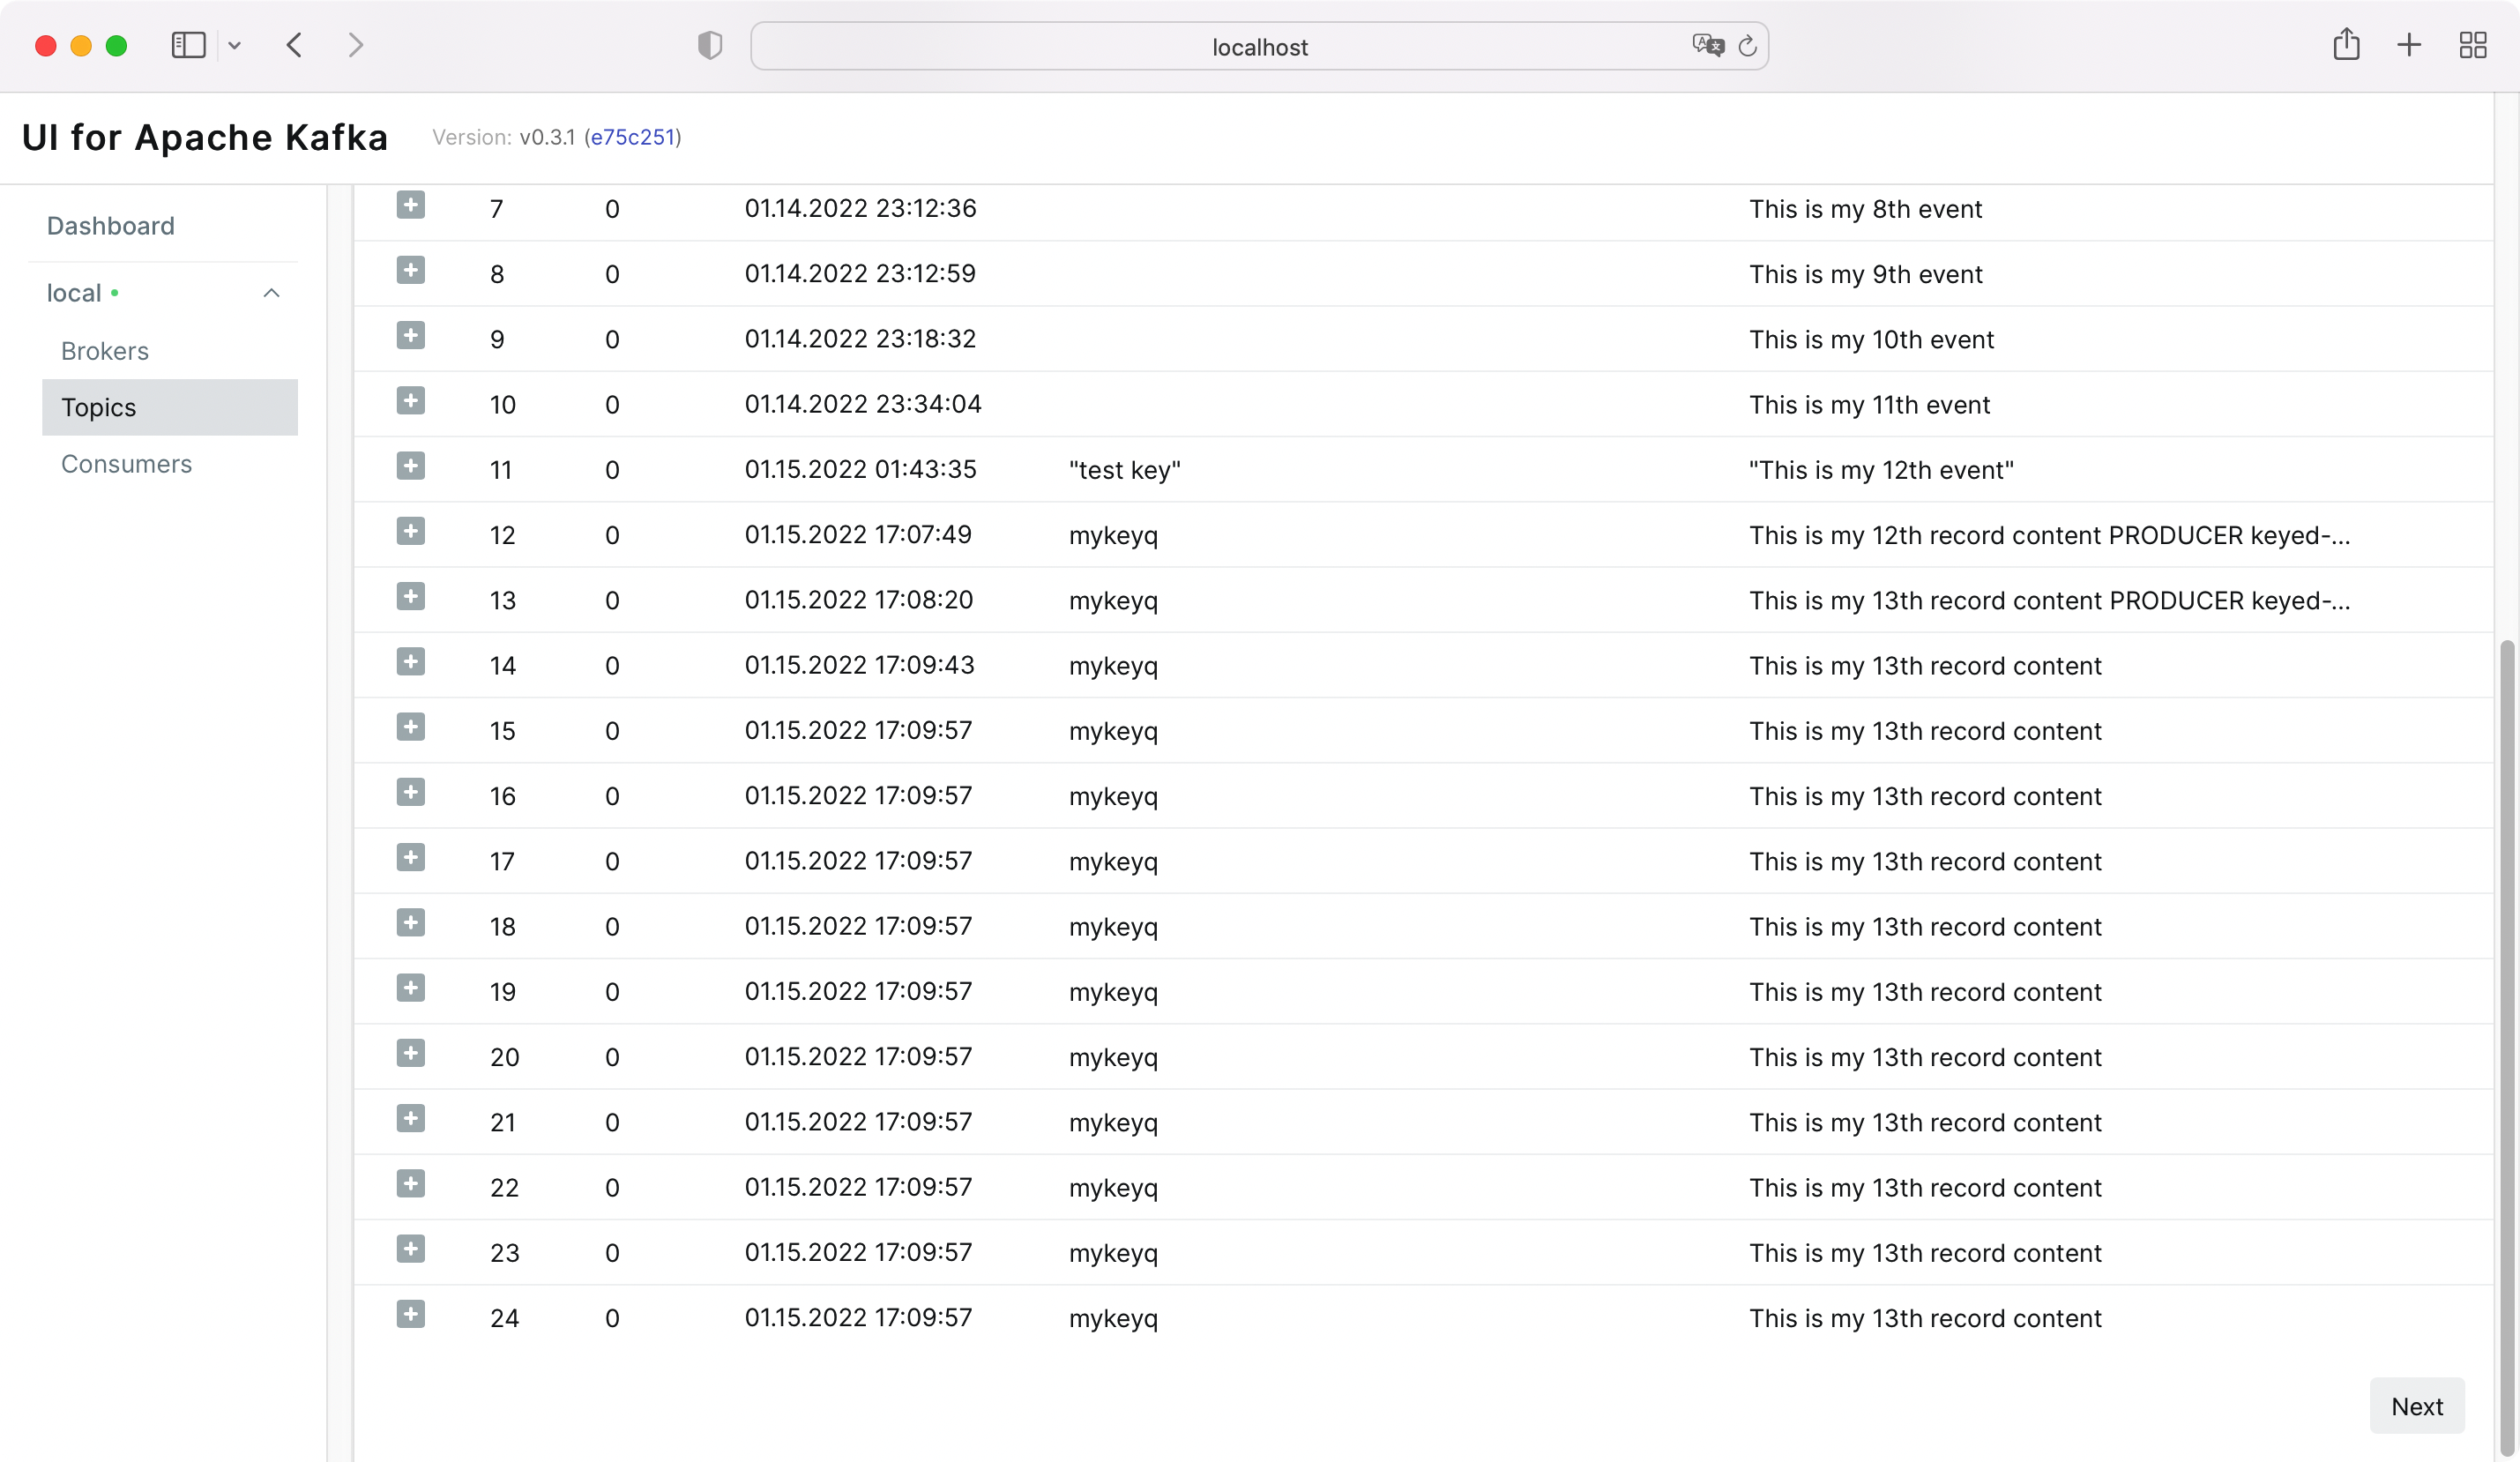 localhost
UI for Apache Kafka Version: v0.3.1 (e75c251)
Dashboard
local
Brokers
Topics
Consumers
7 0 01.14.2022 23:12:36 This is my 8th event
8 0 01.14.2022 23:12:59 This is my 9th event
9 0 01.14.2022 23:18:32 This is my 10th event
10 0 01.14.2022 23:34:04 This is my 11th event
11 0 01.15.2022 01:43:35 "test key" "This is my 12th event"
12 0 01.15.2022 17:07:49 mykeyq This is my 12th record content PRODUCER keyed-...
13 0 01.15.2022 17:08:20 mykeyq This is my 13th record content PRODUCER keyed-...
14 0 01.15.2022 17:09:43 mykeyq This is my 13th record content
15 0 01.15.2022 17:09:57 mykeyq This is my 13th record content
16 0 01.15.2022 17:09:57 mykeyq This is my 13th record content
17 0 01.15.2022 17:09:57 mykeyq This is my 13th record content
18 0 01.15.2022 17:09:57 mykeyq This is my 13th record content
19 0 01.15.2022 17:09:57 mykeyq This is my 13th record content
20 0 01.15.2022 17:09:57 mykeyq This is my 13th record content
21 0 01.15.2022 17:09:57 mykeyq This is my 13th record content
22 0 01.15.2022 17:09:57 mykeyq This is my 13th record content
23 0 01.15.2022 17:09:57 mykeyq This is my 13th record content
24 0 01.15.2022 17:09:57 mykeyq This is my 13th record content
Next